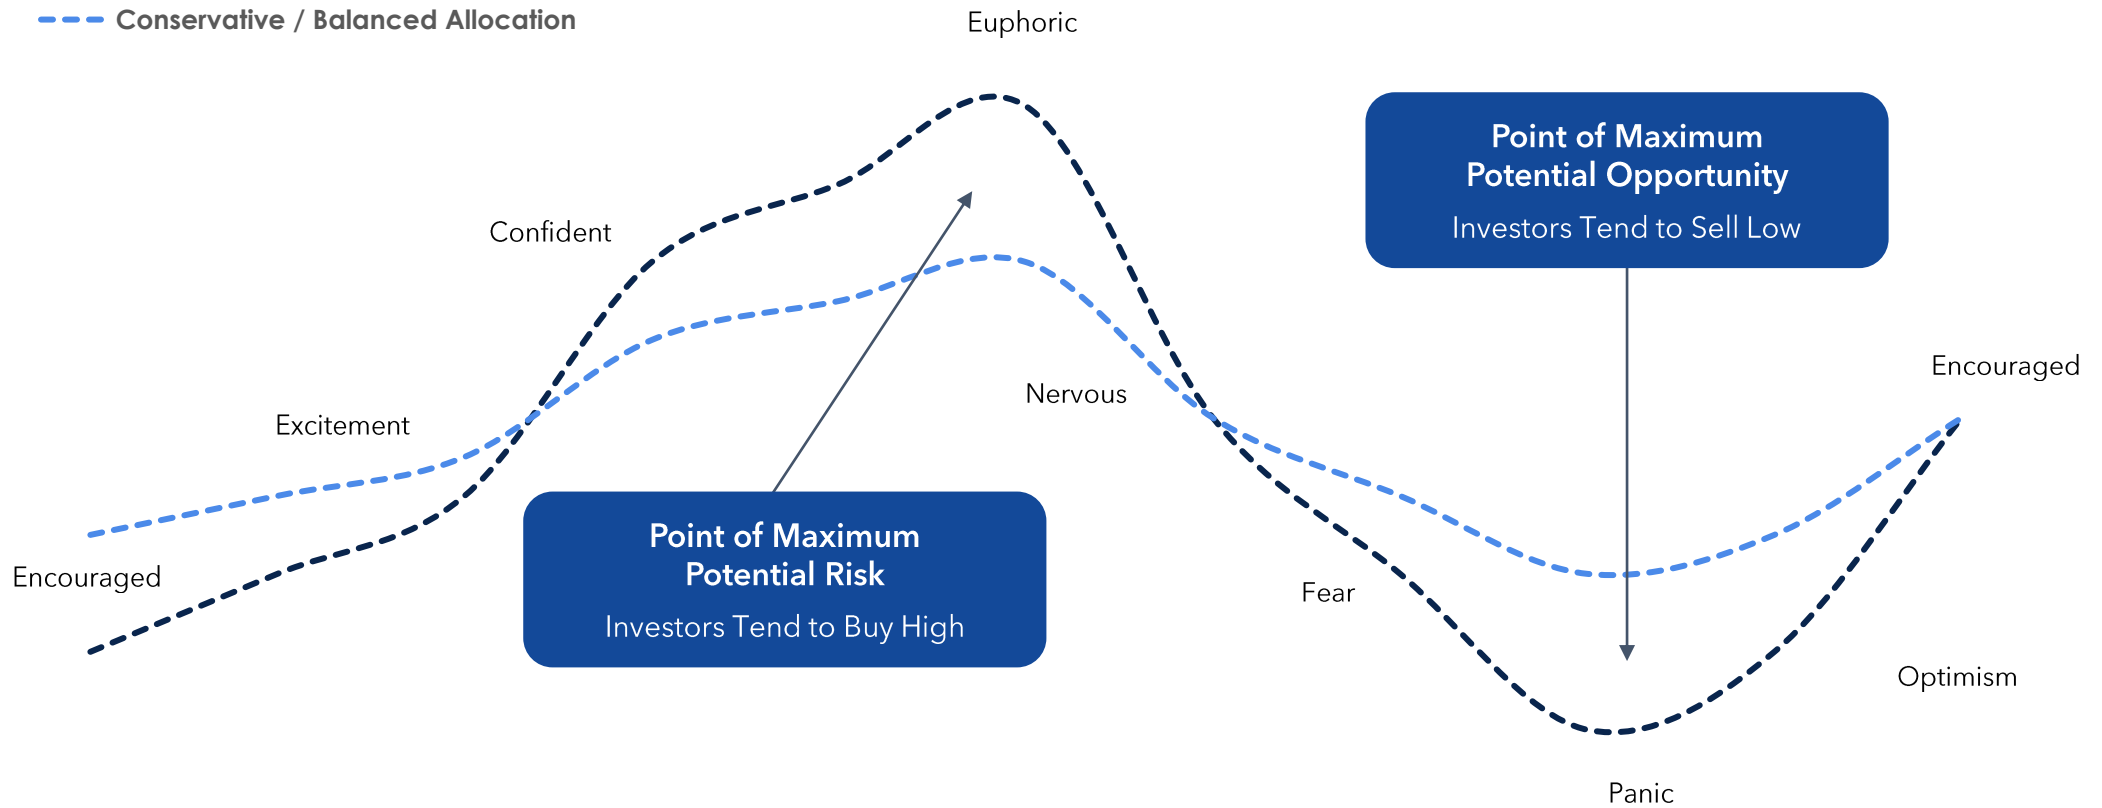 Conservative / Balanced Allocation
Euphoric
Point of Maximum
Potential Opportunity
Investors Tend to Sell Low
Confident
Encouraged
Nervous
Excitement
Point of Maximum
Potential Risk
Investors Tend to Buy High
Encouraged
Fear
Optimism
Panic